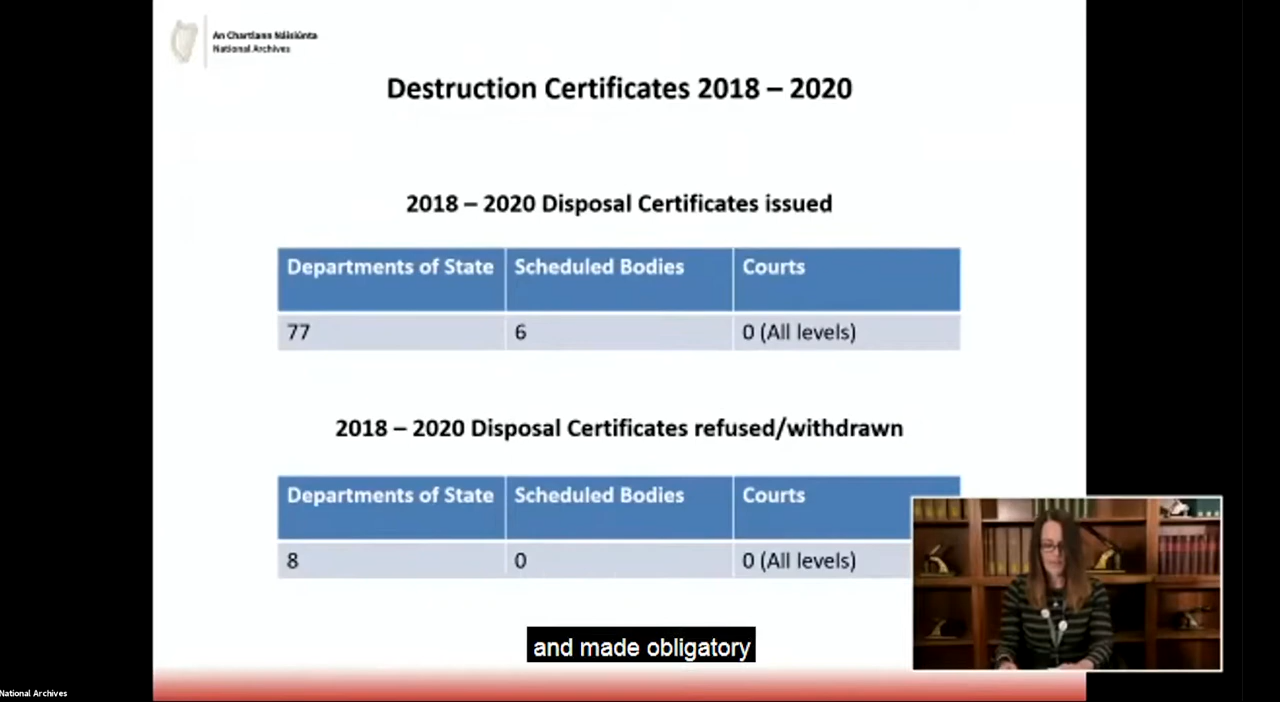 An Chartlann Náisiúnta
National Archives
Destruction Certificates 2018 – 2020
2018 – 2020 Disposal Certificates issued
Departments of State Scheduled Bodies Courts
77 6 0 (All levels)
2018 – 2020 Disposal Certificates refused/withdrawn
Departments of State Scheduled Bodies Courts
8 0 0 (All levels)
and made obligatory
National Archives